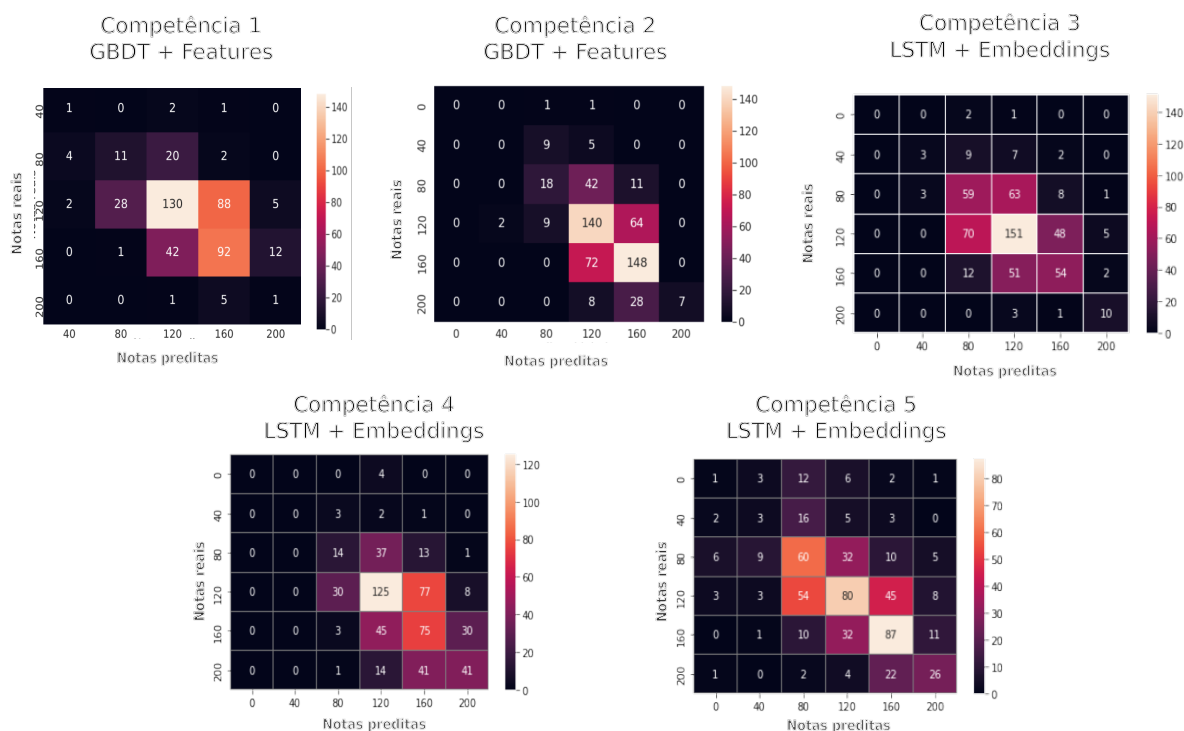 Competência 1
GBDT + Features
Competência 2
GBDT + Features
Competência 3
LSTM + Embeddings
Notas reais
40 1 0 2 1 0
80 4 11 20 2 0
120 2 28 130 88 5
160 0 1 42 92 12
200 0 0 1 5 1
40 80 120 160 200
Notas preditas
140
120
100
80
60
40
20
0
Notas reais
0 0 0 1 1 0 0
40 0 0 9 5 0 0
80 0 0 18 42 11 0
120 0 2 9 140 64 0
160 0 0 0 72 148 0
200 0 0 0 8 28 7
0 40 80 120 160 200
Notas preditas
140
120
100
80
60
40
20
0
Notas reais
0 0 0 2 1 0 0
40 0 3 9 7 2 0
80 0 3 59 63 8 1
120 0 0 70 151 48 5
160 0 0 12 51 54 2
200 0 0 0 3 1 10
0 40 80 120 160 200
Notas preditas
140
120
100
80
60
40
20
0
Competência 4
LSTM + Embeddings
Competência 5
LSTM + Embeddings
Notas reais
0 0 0 0 4 0 0
40 0 0 3 2 1 0
80 0 0 14 37 13 1
120 0 0 30 125 77 8
160 0 0 3 45 75 30
200 0 0 1 14 41 41
0 40 80 120 160 200
Notas preditas
120
100
80
60
40
20
0
Notas reais
0 1 3 12 6 2 1
40 2 3 16 5 3 0
80 6 9 60 32 10 5
120 3 3 54 80 45 8
160 0 1 10 32 87 11
200 1 0 2 4 22 26
0 40 80 120 160 200
Notas preditas
80
70
60
50
40
30
20
10
0